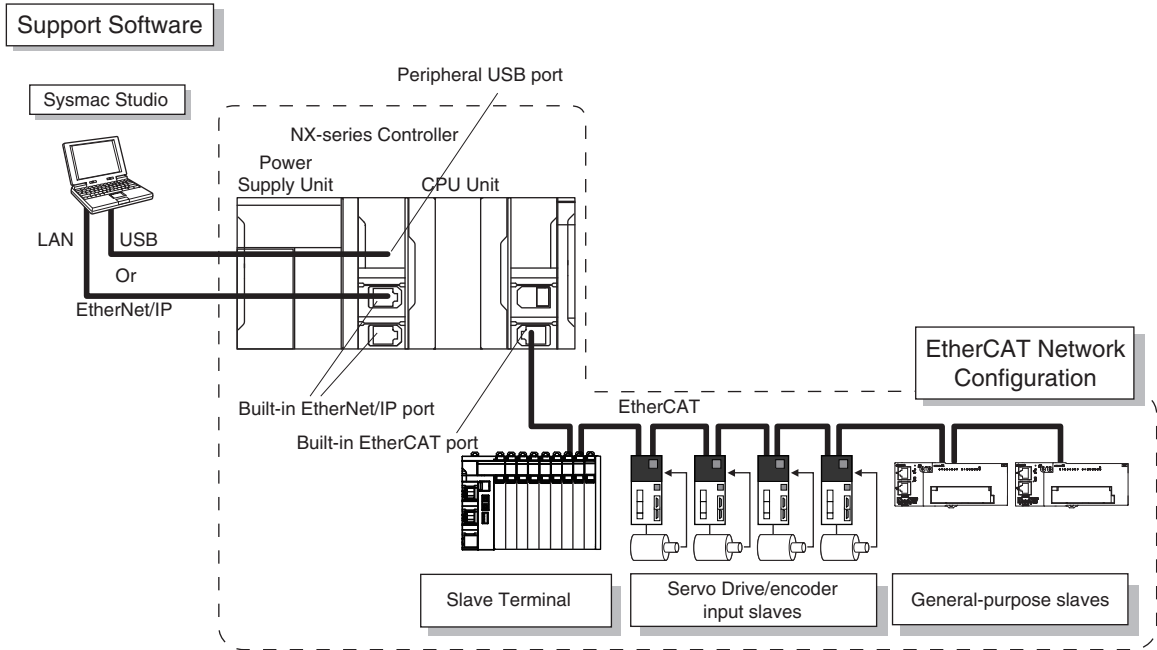 Support Software
Sysmac Studio
Peripheral USB port
NX-series Controller
Power
Supply Unit
CPU Unit
LAN
USB
Or
EtherNet/IP
Built-in EtherNet/IP port
Built-in EtherCAT port
EtherCAT
EtherCAT Network
Configuration
Slave Terminal
Servo Drive/encoder
input slaves
General-purpose slaves